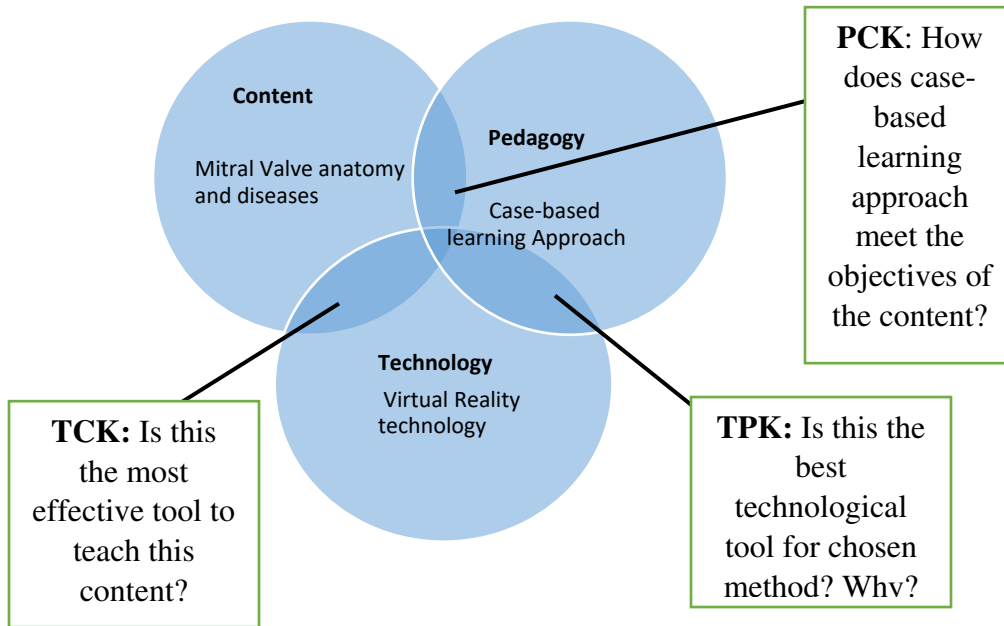 Content
Mitral Valve anatomy
and diseases
Pedagogy
Case-based
learning Approach
Technology
Virtual Reality
technology
PCK: How
does case-
based
learning
approach
meet the
objectives of
the content?
TCK: Is this
the most
effective tool to
teach this
content?
TPK: Is this the
best
technological
tool for chosen
method? Why?